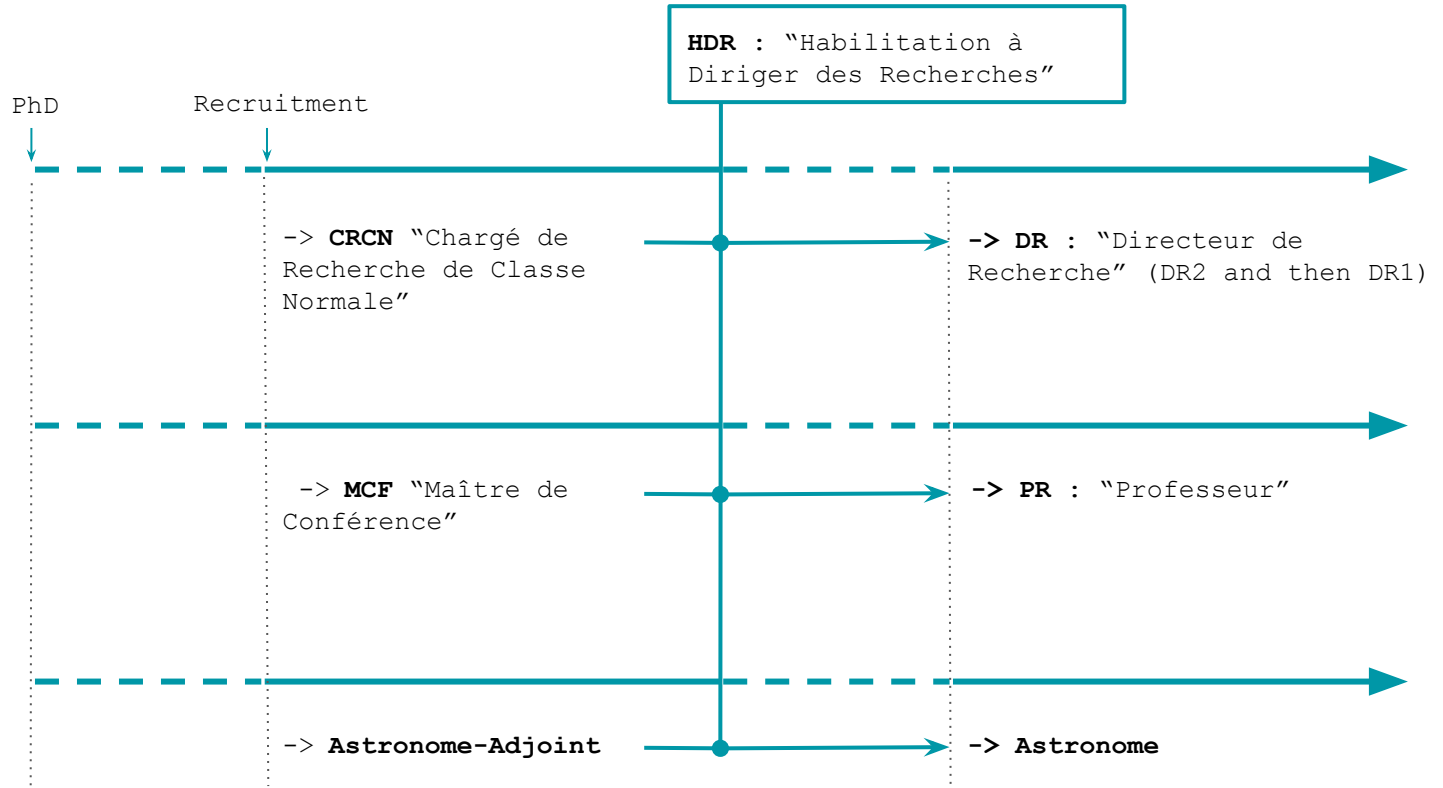 HDR : “Habilitation à
Diriger des Recherches”
PhD
Recruitment
-> CRCN “Chargé de
Recherche de Classe
Normale”
-> DR : “Directeur de
Recherche” (DR2 and then DR1)
-> MCF “Maître de
Conférence”
-> PR : “Professeur”
-> Astronome-Adjoint
-> Astronome